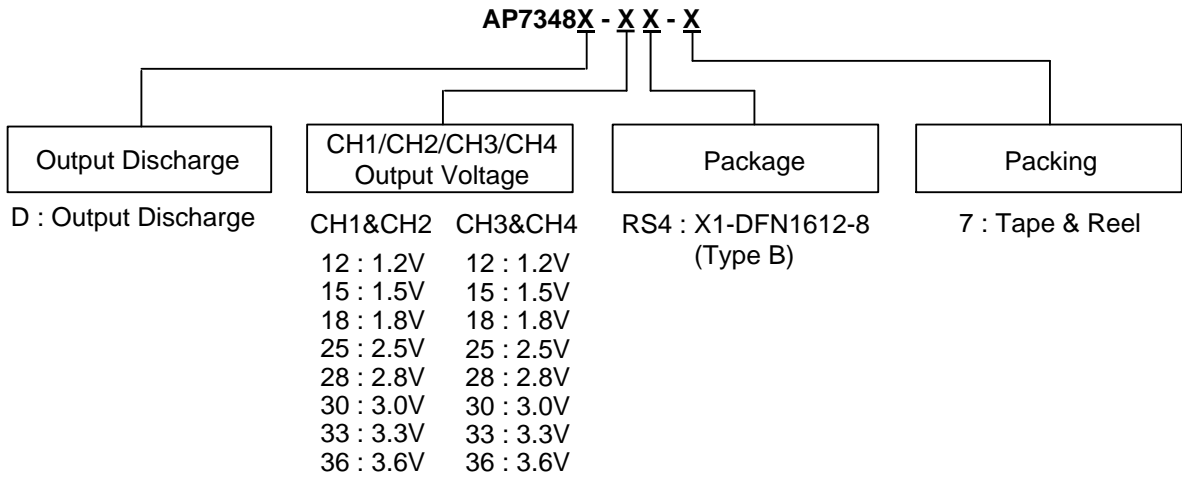 AP7348X - X X - X
Output Discharge
D : Output Discharge
CH1/CH2/CH3/CH4
Output Voltage
CH1&CH2 CH3&CH4
12 : 1.2V 12 : 1.2V
15 : 1.5V 15 : 1.5V
18 : 1.8V 18 : 1.8V
25 : 2.5V 25 : 2.5V
28 : 2.8V 28 : 2.8V
30 : 3.0V 30 : 3.0V
33 : 3.3V 33 : 3.3V
36 : 3.6V 36 : 3.6V
Package
RS4 : X1-DFN1612-8
(Type B)
Packing
7 : Tape & Reel